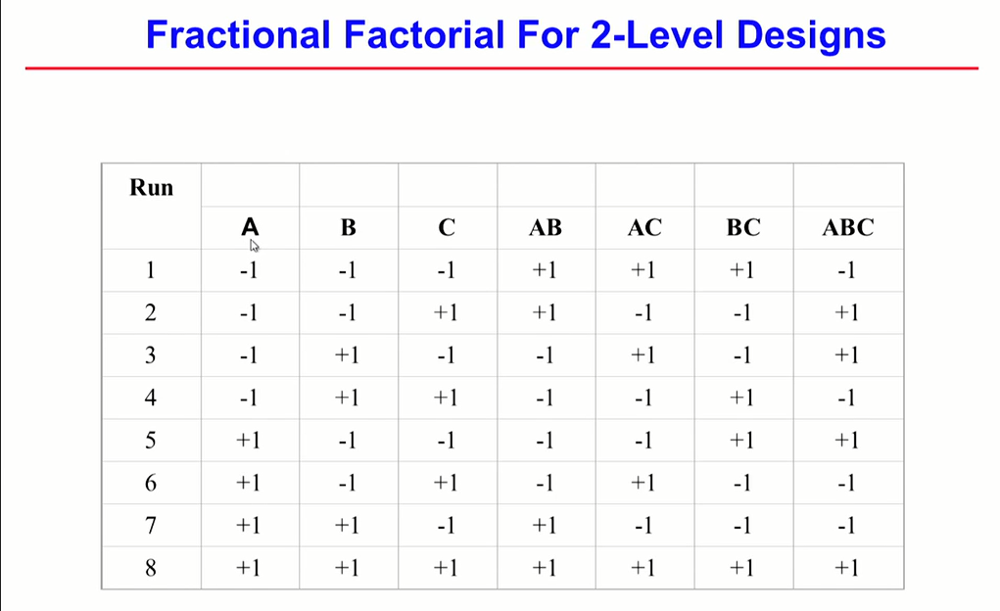 Fractional Factorial For 2-Level Designs
Run
A B C AB AC BC ABC
1 -1 -1 -1 +1 +1 +1 -1
2 -1 -1 +1 +1 -1 -1 +1
3 -1 +1 -1 -1 +1 -1 +1
4 -1 +1 +1 -1 -1 +1 -1
5 +1 -1 -1 -1 -1 +1 +1
6 +1 -1 +1 -1 +1 -1 -1
7 +1 +1 -1 +1 -1 -1 -1
8 +1 +1 +1 +1 +1 +1 +1